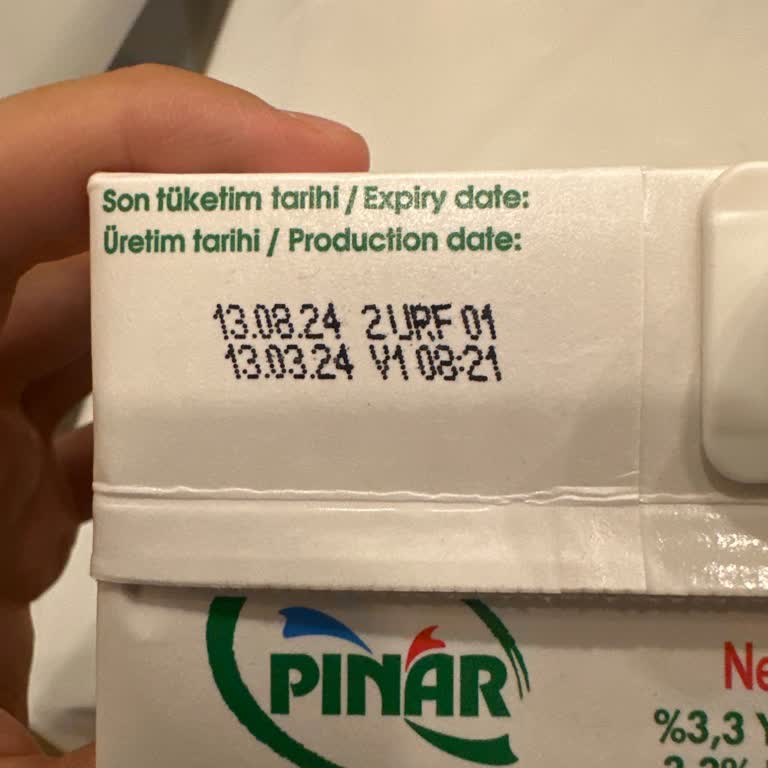 Son tüketim tarihi / Expiry date:
Üretim tarihi / Production date:
13.08.24 2URF 01
13.03.24 V1 08:21
PINAR
%3,3